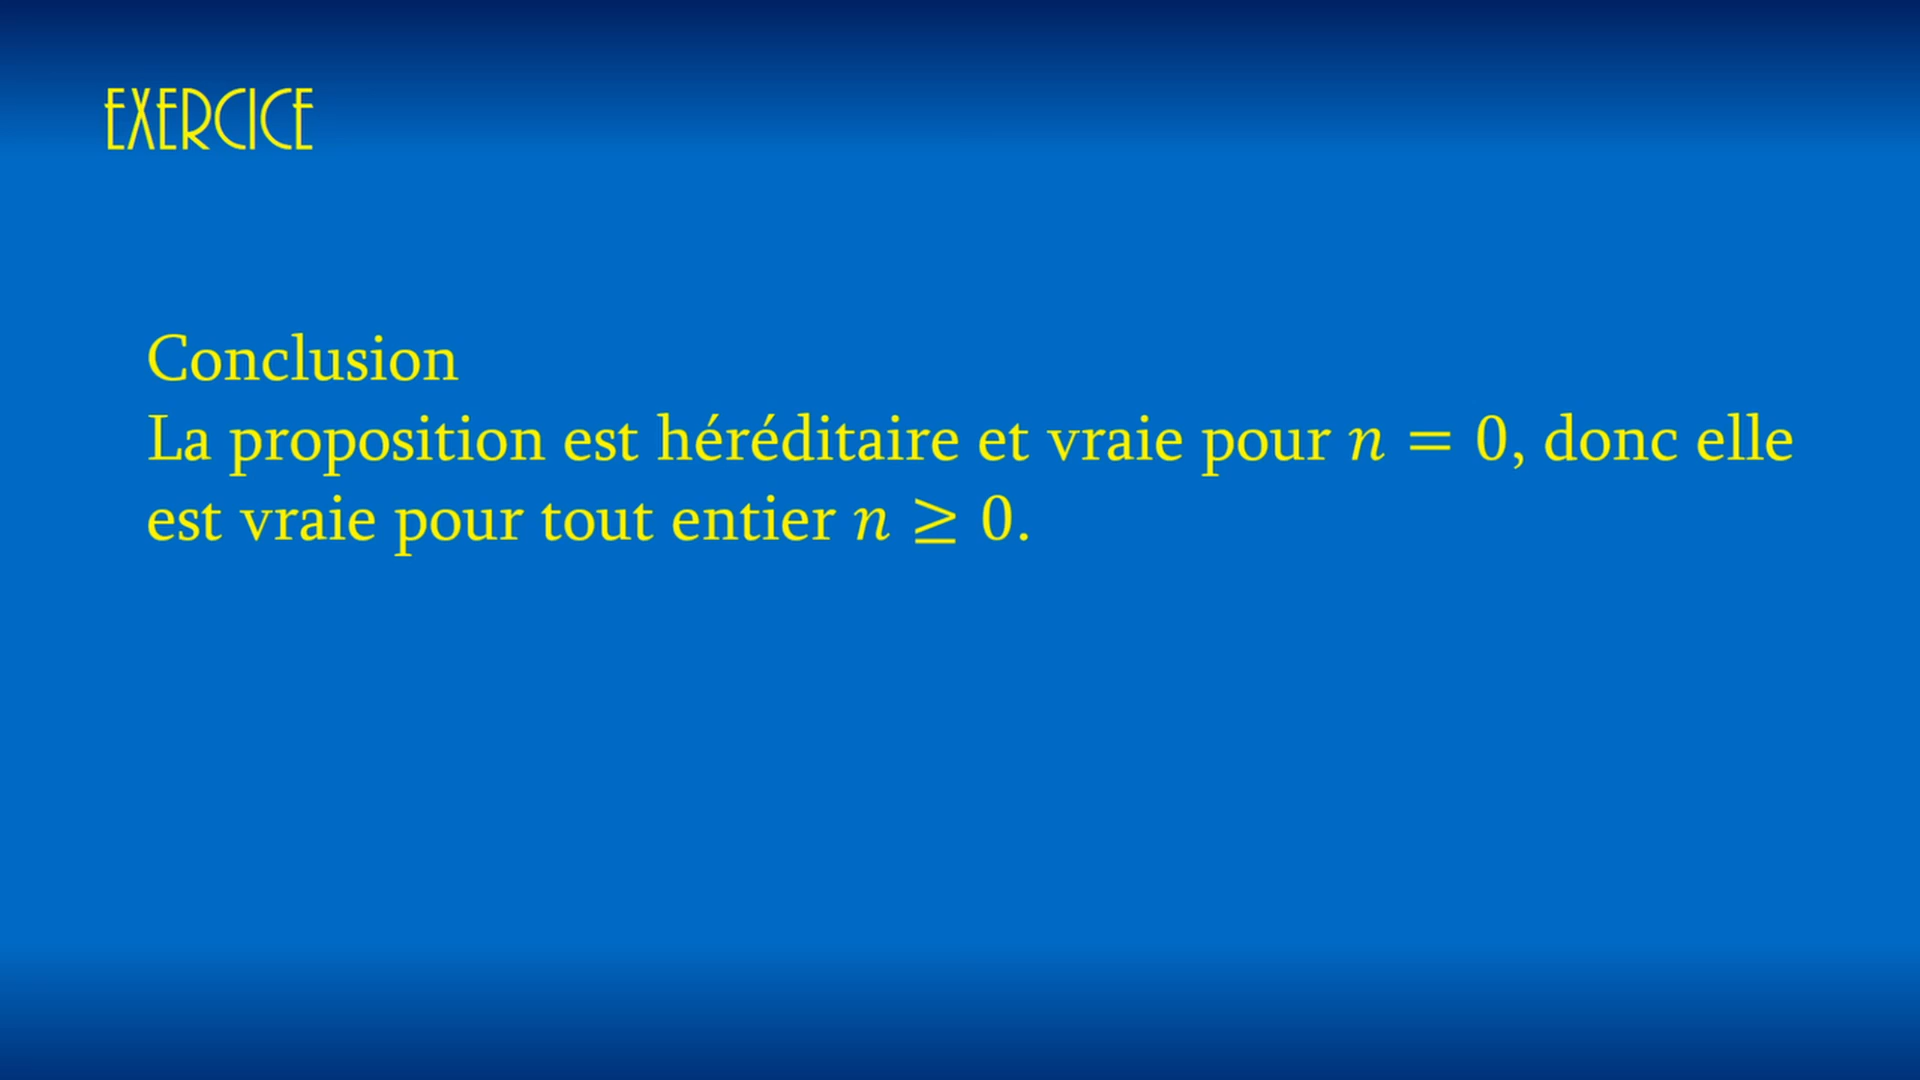 EXERCICE
Conclusion
La proposition est héréditaire et vraie pour n = 0, donc elle
est vraie pour tout entier n ≥ 0.